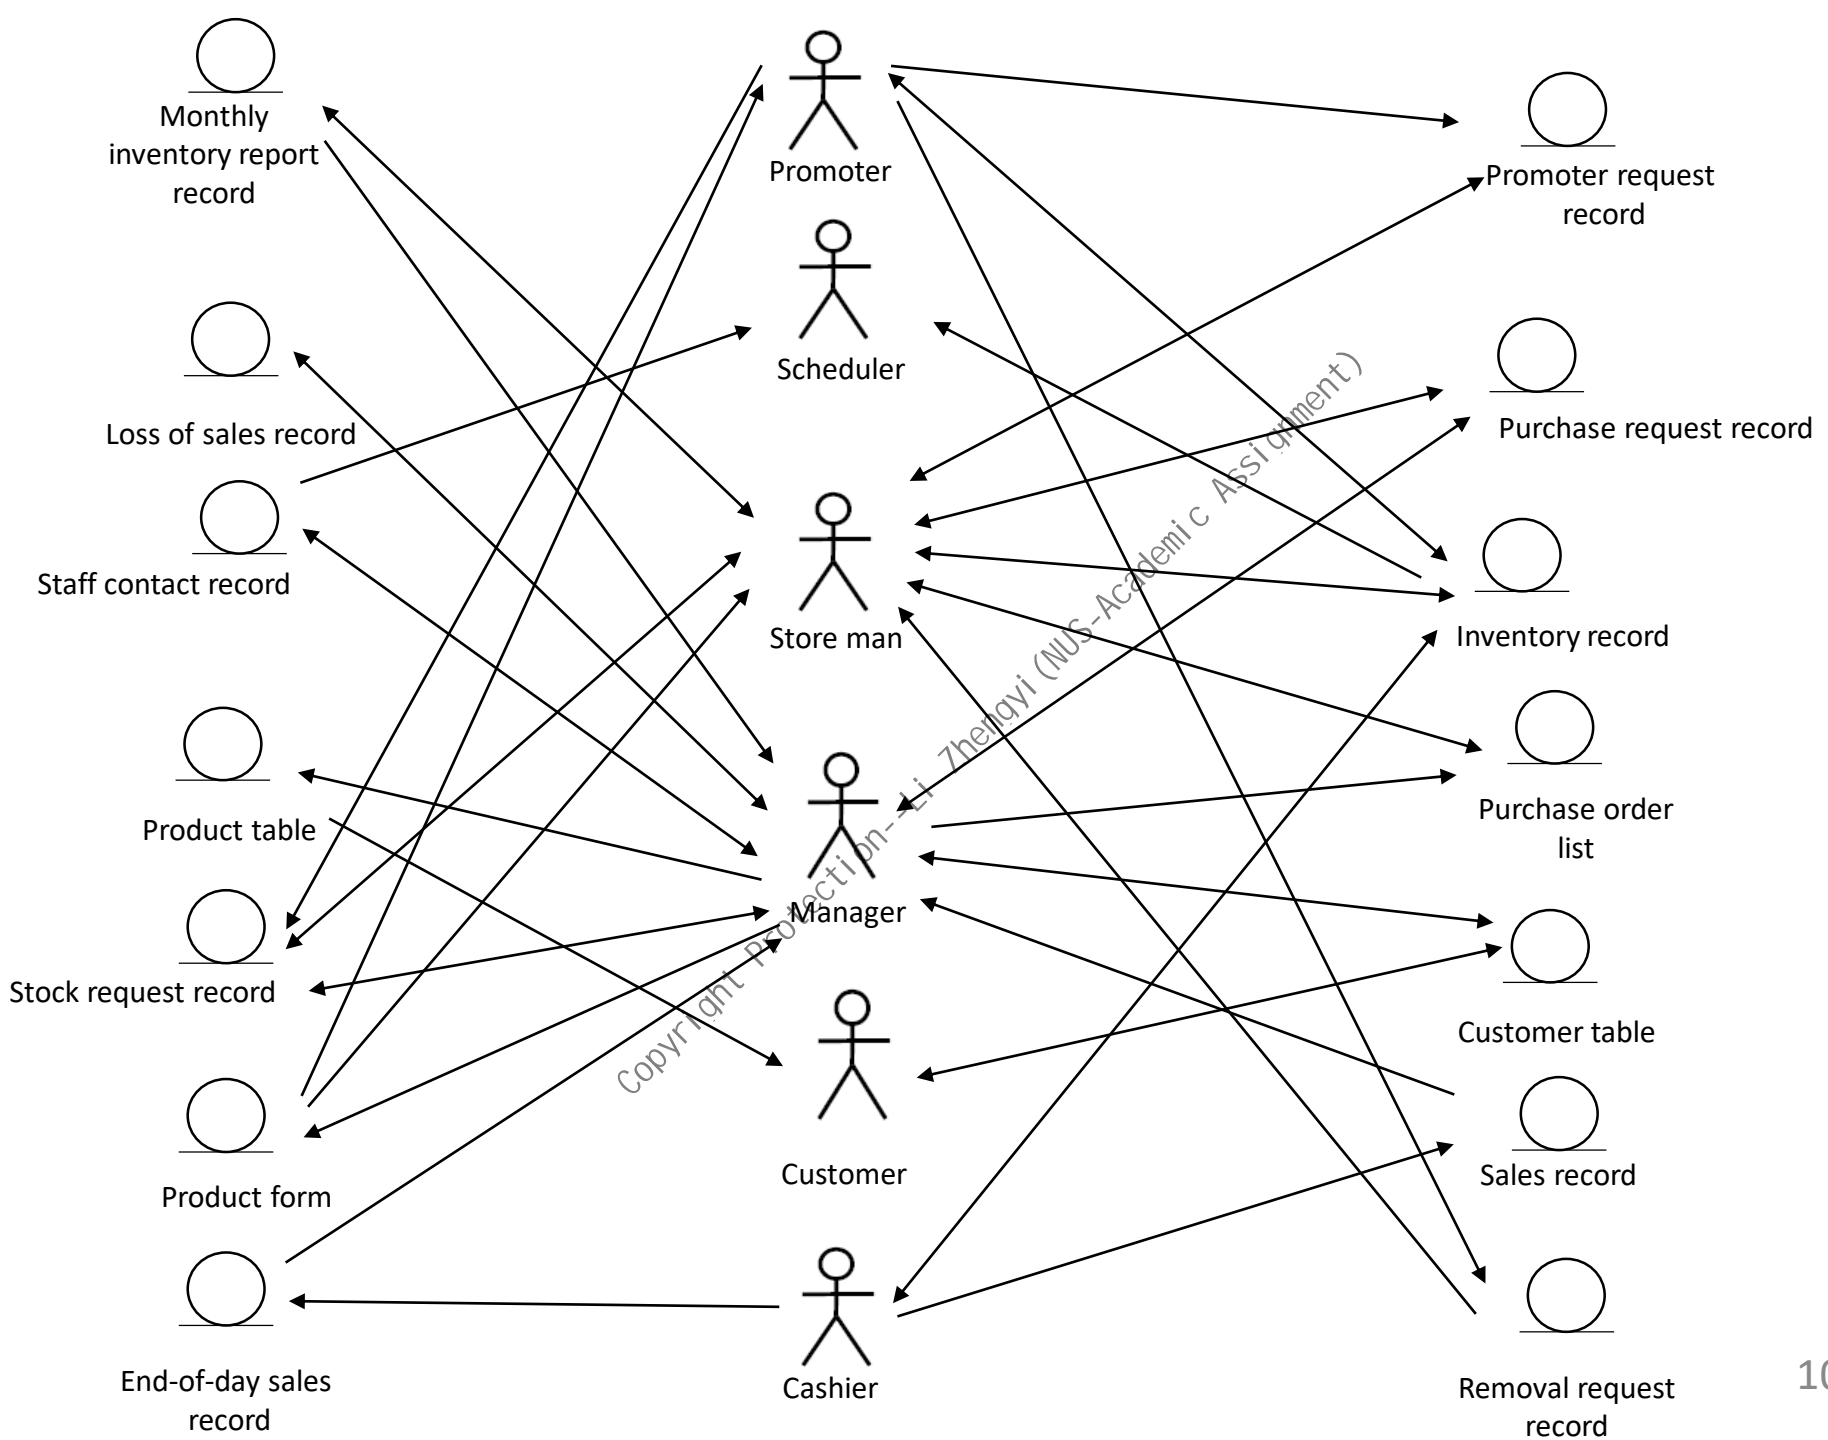 Monthly
inventory report
record
Loss of sales record
Staff contact record
Product table
Stock request record
Product form
End-of-day sales
record
Promoter
Scheduler
Store man
Manager
Customer
Cashier
Promoter request
record
Purchase request record
Inventory record
Purchase order
list
Customer table
Sales record
Removal request
record
Copyright Protection--Li Zhengyi (NUS-Academic Assignment)